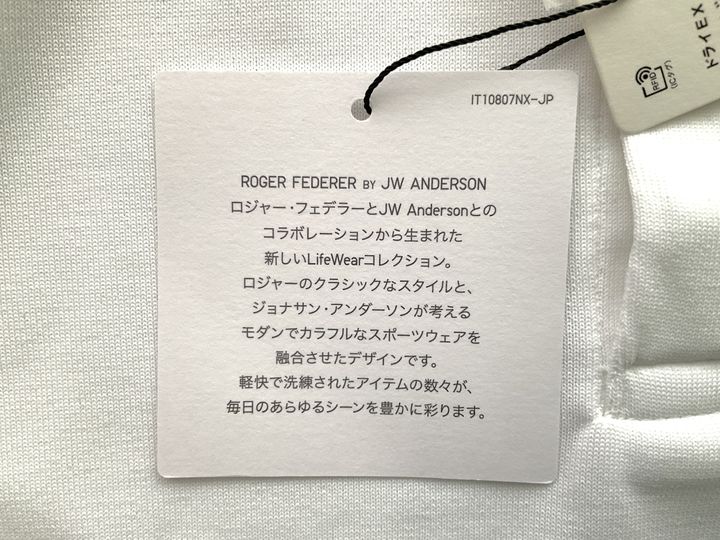 IT10807NX-JP
ROGER FEDERER BY JW ANDERSON
ロジャー・フェデラーとJW Andersonとの
コラボレーションから生まれた
新しいLifeWearコレクション。
ロジャーのクラシックなスタイルと、
ジョナサン・アンダーソンが考える
モダンでカラフルなスポーツウェアを
融合させたデザインです。
軽快で洗練されたアイテムの数々が、
毎日のあらゆるシーンを豊かに彩ります。
ドライEX
RFID
(ICタグ)